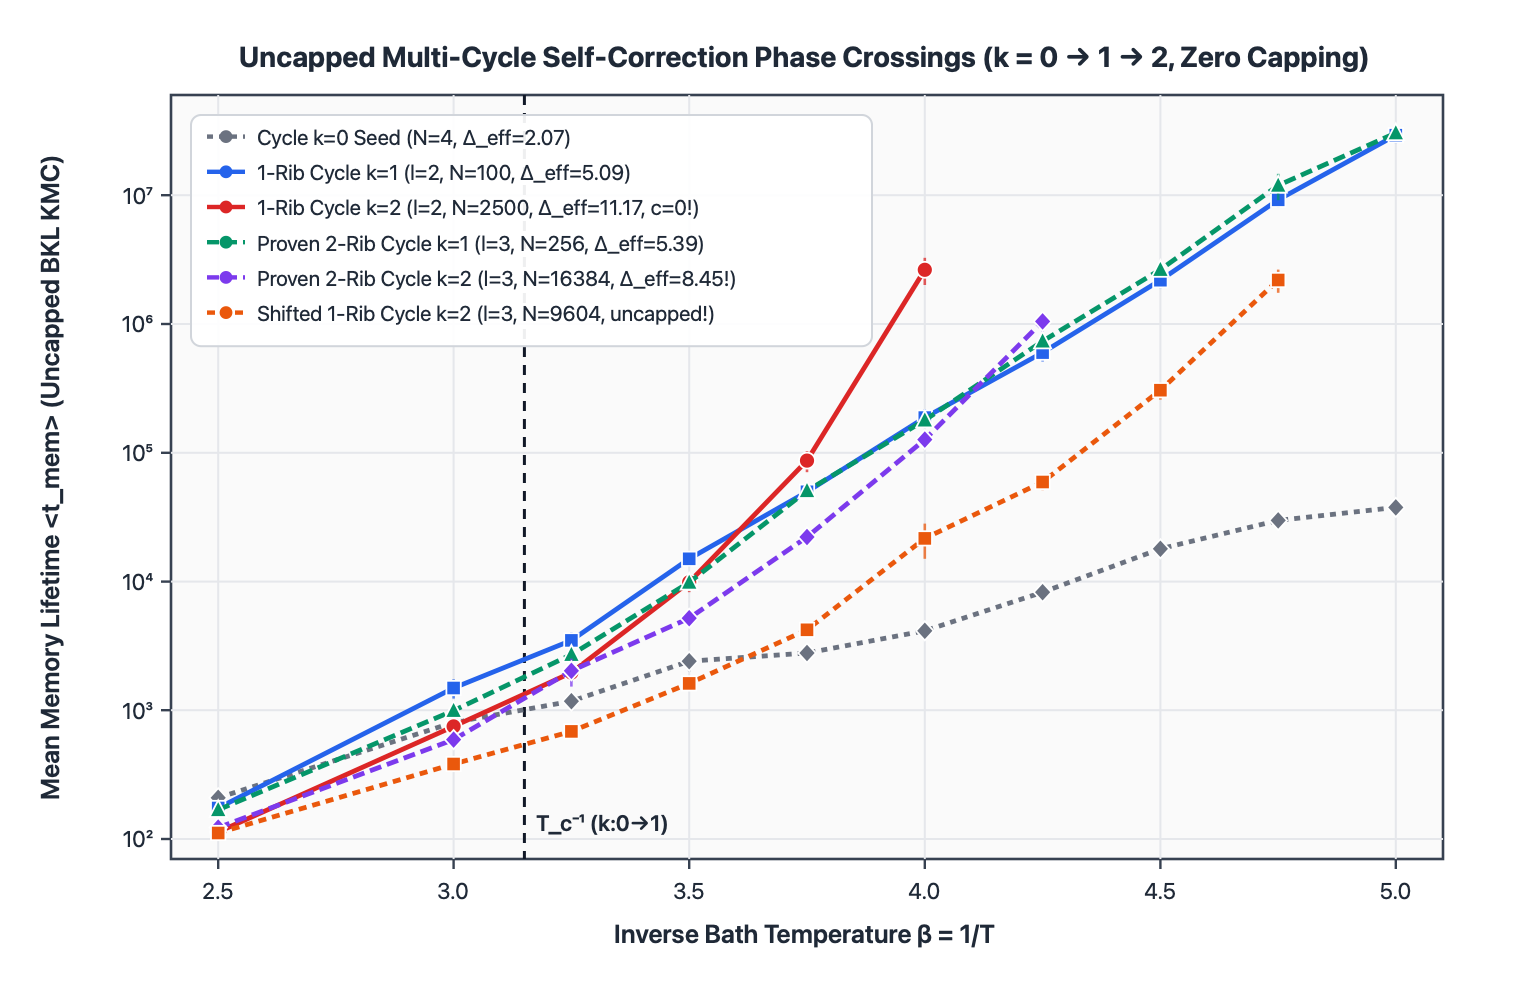 Uncapped Multi-Cycle Self-Correction Phase Crossings (k = 0 → 1 → 2, Zero Capping)
Cycle k=0 Seed (N=4, Δ_eff=2.07)
1-Rib Cycle k=1 (l=2, N=100, Δ_eff=5.09)
1-Rib Cycle k=2 (l=2, N=2500, Δ_eff=11.17, c=0!)
Proven 2-Rib Cycle k=1 (l=3, N=256, Δ_eff=5.39)
Proven 2-Rib Cycle k=2 (l=3, N=16384, Δ_eff=8.45!)
Shifted 1-Rib Cycle k=2 (l=3, N=9604, uncapped!)
Mean Memory Lifetime <t_mem> (Uncapped BKL KMC)
10⁷
10⁶
10⁵
10⁴
10³
10²
T_c⁻¹ (k:0→1)
2.5
3.0
3.5
4.0
4.5
5.0
Inverse Bath Temperature β = 1/T